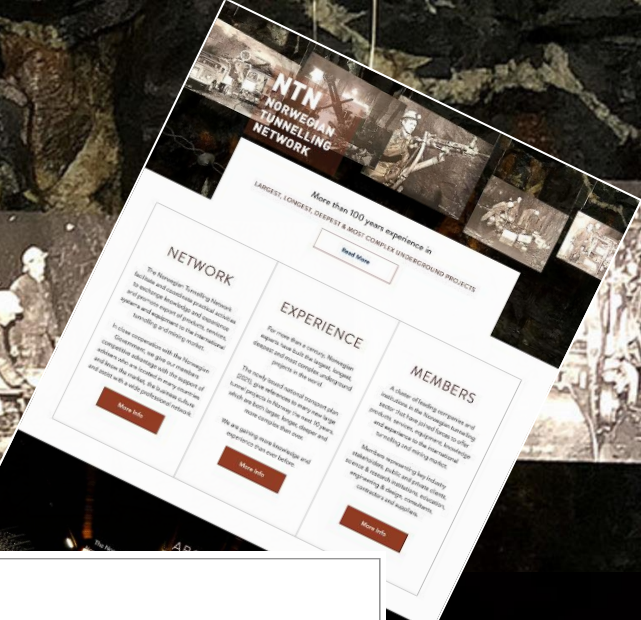 NTN
NORWEGIAN
TUNNELLING
NETWORK
More than 100 years experience in
LARGEST, LONGEST, DEEPEST & MOST COMPLEX UNDERGROUND PROJECTS
Read More
NETWORK
The Norwegian Tunnelling Network
facilitate and coordinate practical activities
to exchange knowledge and experience
and promote export of products, services,
systems and equipment to the international
tunnelling and mining market.
In close cooperation with the Norwegian
Government, we give our members
competitive advantage with the support of
advisers who are located in many countries
and know the market, the business culture
and assist with a wide professional network.
More Info
EXPERIENCE
For more than a century, Norwegian
experts have built the largest, longest,
deepest and most complex underground
projects in the world.
The newly issued national transport plan
(2021), give references to every new large
tunnel projects in Norway the next 10 years,
which are both larger, longer, deeper and
more complex than ever.
We are gaining more knowledge and
experience than ever before.
More Info
MEMBERS
A cluster of leading companies and
institutions in the Norwegian tunnelling
sector that have joined forces to offer
products, services, equipment, knowledge
and experience to the international
tunnelling and mining market.
Members representing key industry
stakeholders, public and private clients,
science & research institutions, education,
engineering & design, consultants,
contractors and suppliers.
More Info
The